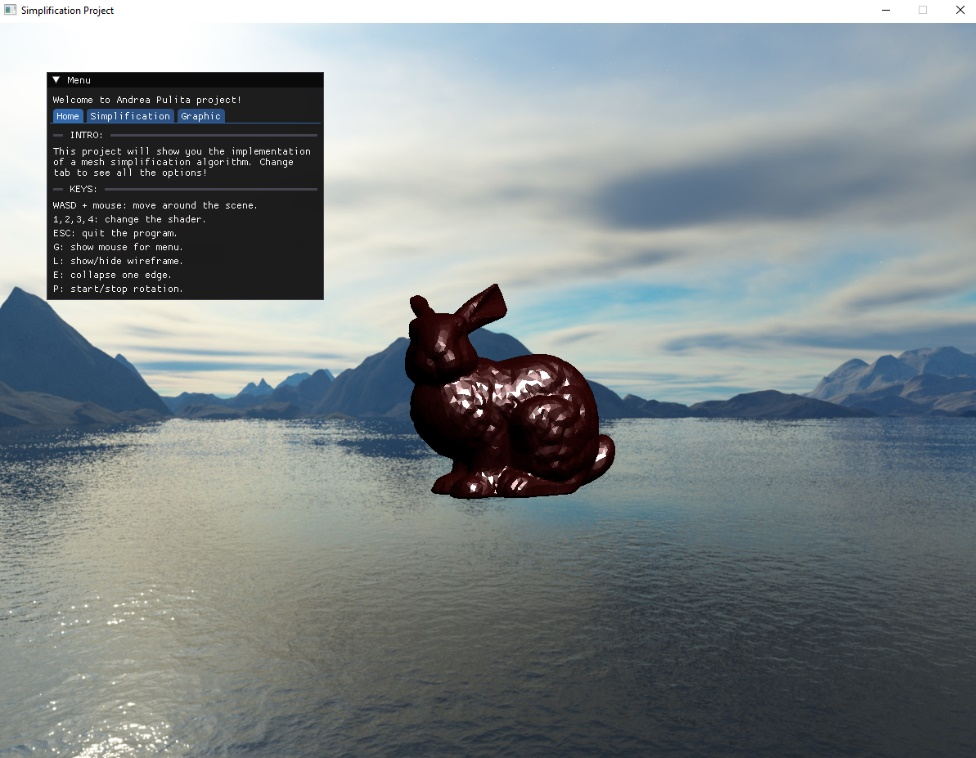 Simplification Project
Menu
Welcome to Andrea Pulita project!
Home Simplification Graphic
INTRO:
This project will show you the implementation
of a mesh simplification algorithm. Change
tab to see all the options!
KEYS:
WASD + mouse: move around the scene.
1,2,3,4: change the shader.
ESC: quit the program.
G: show mouse for menu.
L: show/hide wireframe.
E: collapse one edge.
P: start/stop rotation.